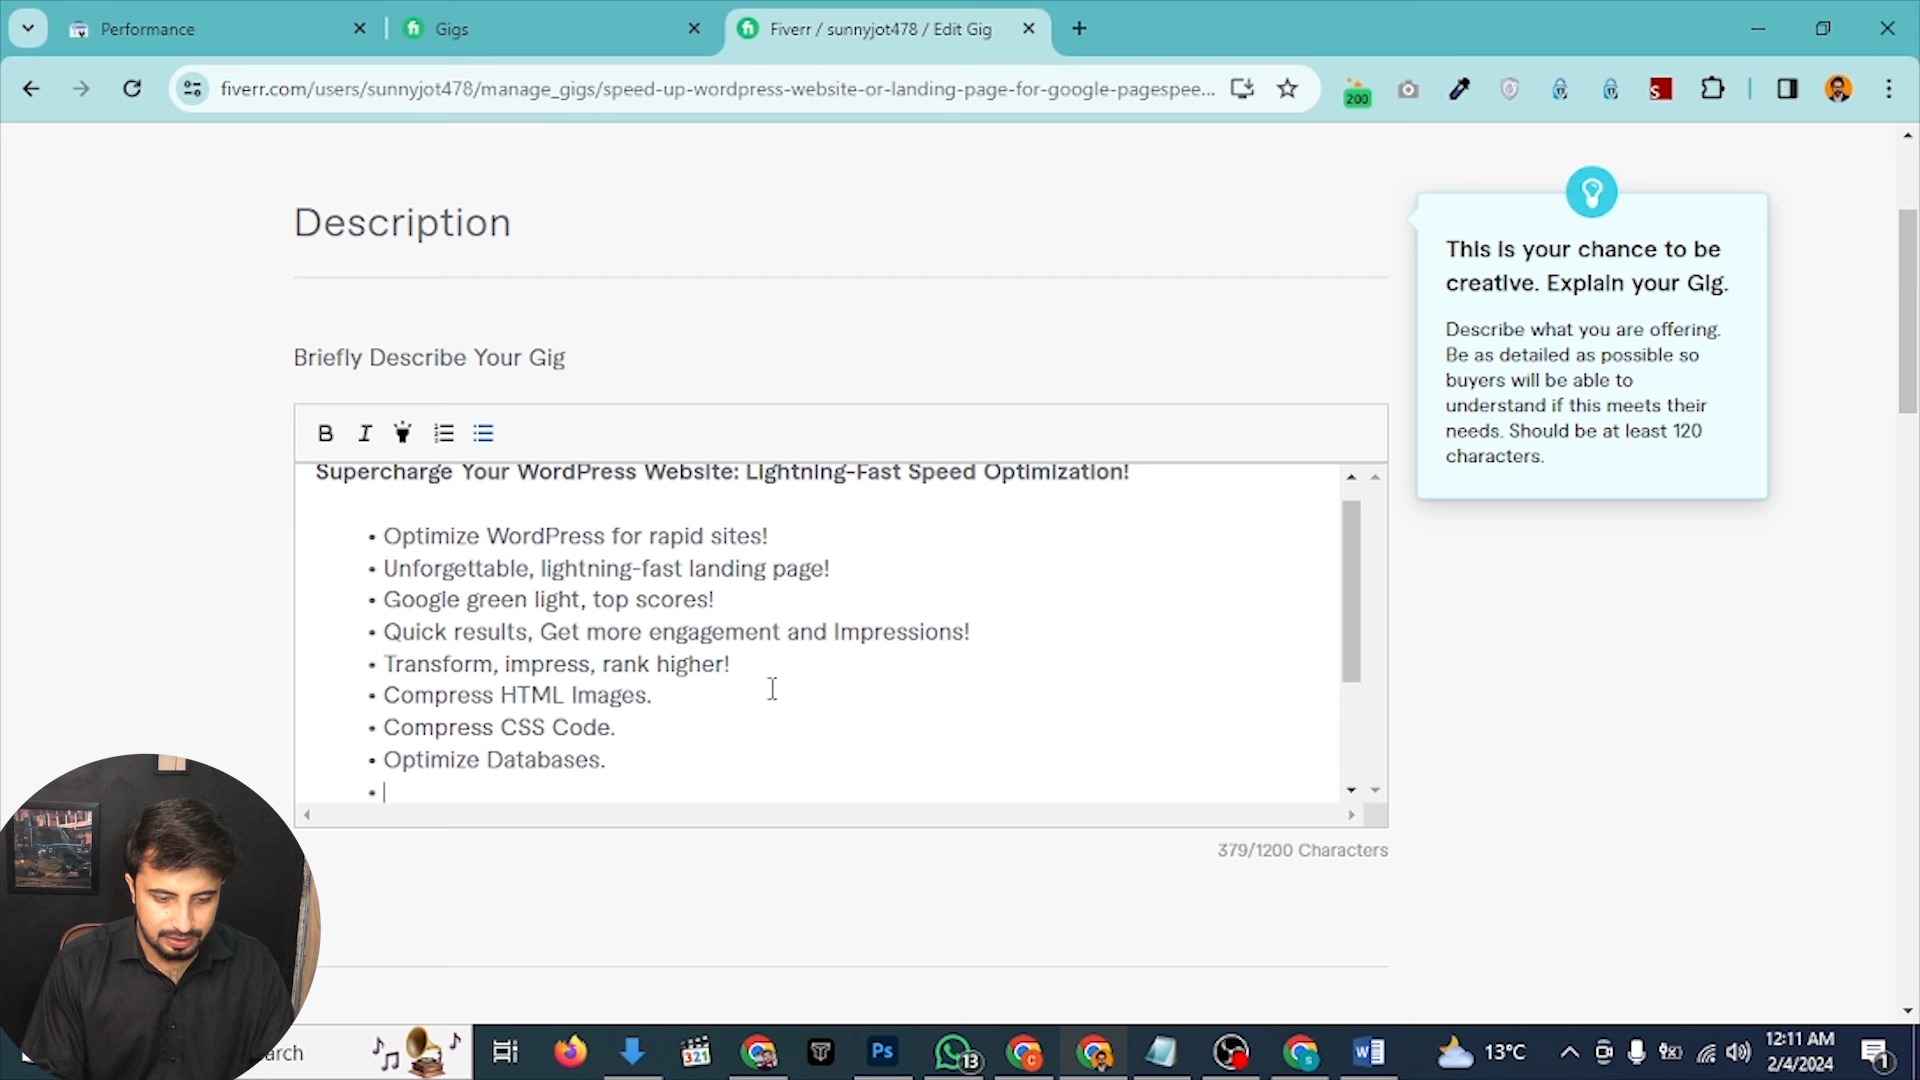 Performance
Gigs
Fiverr / sunnyjot478 / Edit Gig
fiverr.com/users/sunnyjot478/manage_gigs/speed-up-wordpress-website-or-landing-page-for-google-pagespee...
200
Description
This is your chance to be
creative. Explain your Gig.
Describe what you are offering.
Be as detailed as possible so
buyers will be able to
understand if this meets their
needs. Should be at least 120
characters.
Briefly Describe Your Gig
Supercharge Your WordPress Website: Lightning-Fast Speed Optimization!
• Optimize WordPress for rapid sites!
• Unforgettable, lightning-fast landing page!
• Google green light, top scores!
• Quick results, Get more engagement and Impressions!
• Transform, impress, rank higher!
• Compress HTML Images.
• Compress CSS Code.
• Optimize Databases.
•
379/1200 Characters
arch
321
Ps
13
13°C
12:11 AM
2/4/2024
1